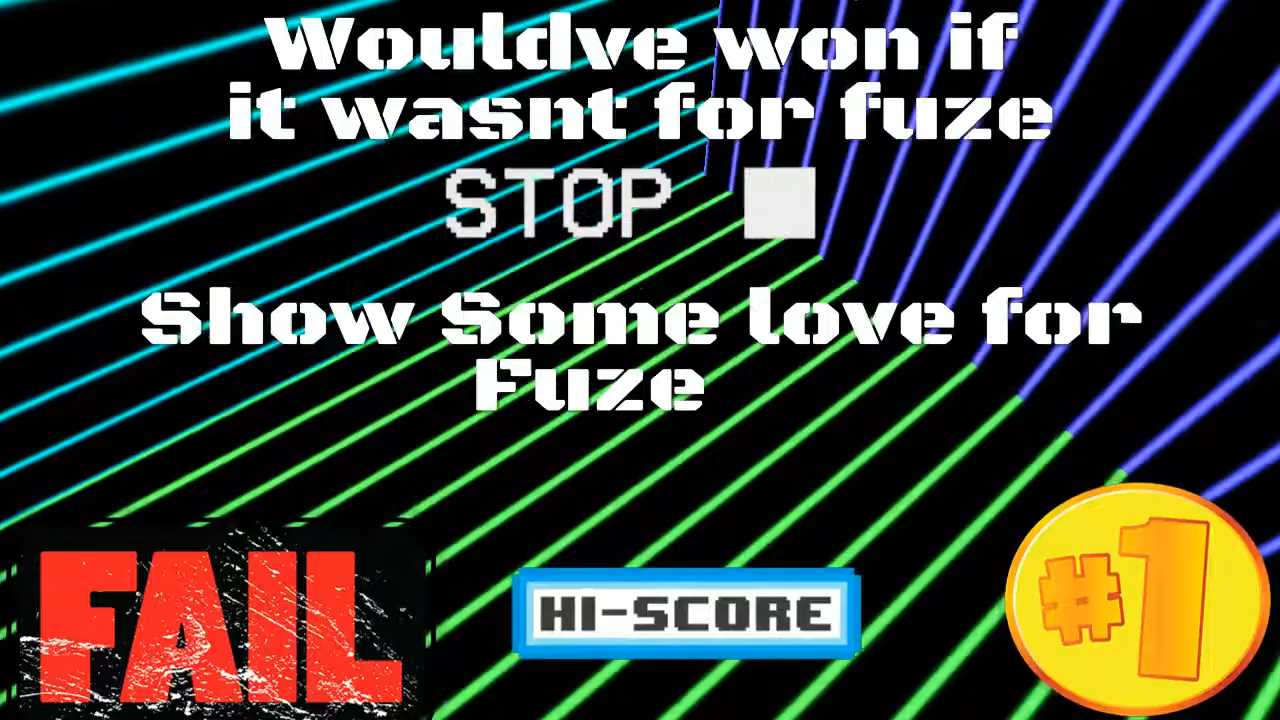 Wouldve won if
it wasnt for fuze
STOP
Show Some love for
Fuze
FAIL
HI-SCORE
#1